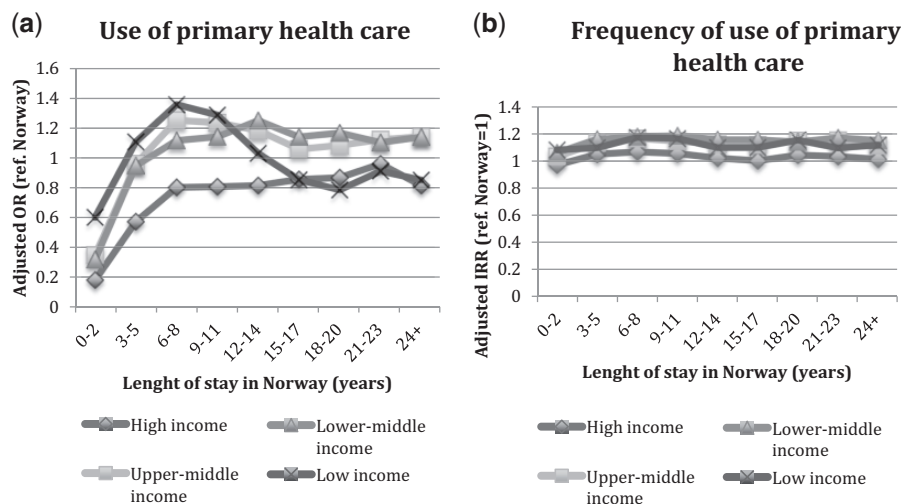 (a) Use of primary health care
Adjusted OR (ref. Norway)
1.6
1.4
1.2
1
0.8
0.6
0.4
0.2
0
0-2 3-5 6-8 9-11 12-14 15-17 18-20 21-23 24+
Lenght of stay in Norway (years)
High income
Lower-middle
income
Upper-middle
income
Low income
(b) Frequency of use of primary
health care
Adjusted IRR (ref. Norway=1)
1.4
1.2
1
0.8
0.6
0.4
0.2
0
0-2 3-5 6-8 9-11 12-14 15-17 18-20 21-23 24+
Lenght of stay in Norway (years)
High income
Lower-middle
income
Upper-middle
income
Low income